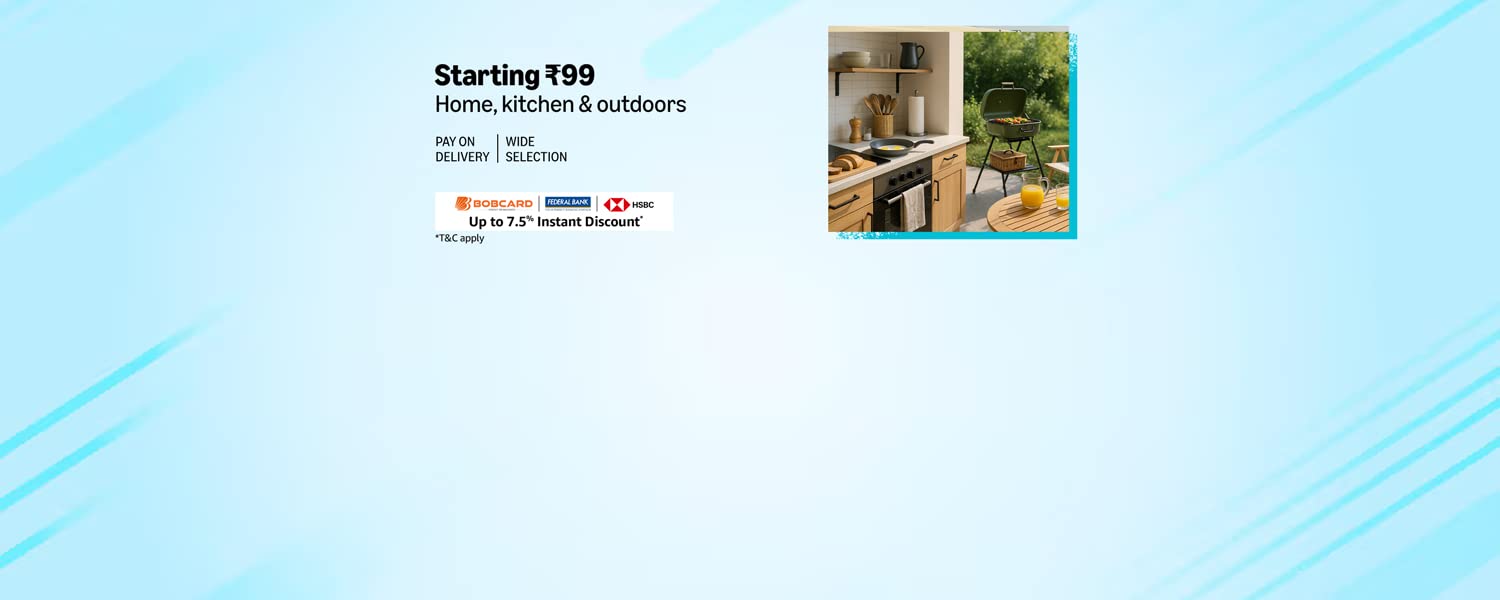 Starting ₹99
Home, kitchen & outdoors
PAY ON DELIVERY | WIDE SELECTION
BOBCARD | FEDERAL BANK | HSBC
Up to 7.5% Instant Discount*
*T&C apply